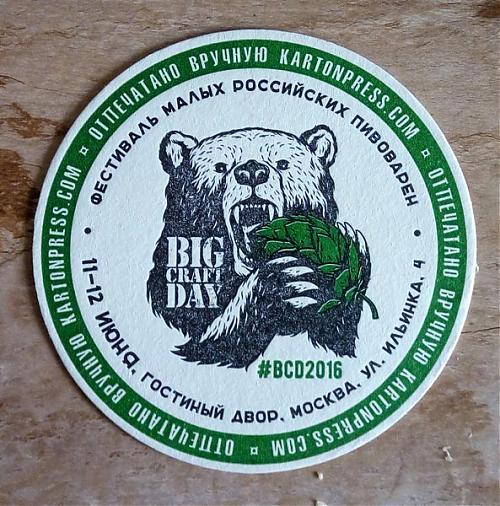 ОТПЕЧАТАНО ВРУЧНУЮ KARTONPRESS.COM ¤ ОТПЕЧАТАНО ВРУЧНУЮ KARTONPRESS.COM ¤ ОТПЕЧАТАНО ВРУЧНУЮ KARTONPRESS.COM ¤
ФЕСТИВАЛЬ МАЛЫХ РОССИЙСКИХ ПИВОВАРЕН
BIG
CRAFT
DAY
#BCD2016
11–12 ИЮНЯ, ГОСТИНЫЙ ДВОР, МОСКВА, УЛ. ИЛЬИНКА, 4